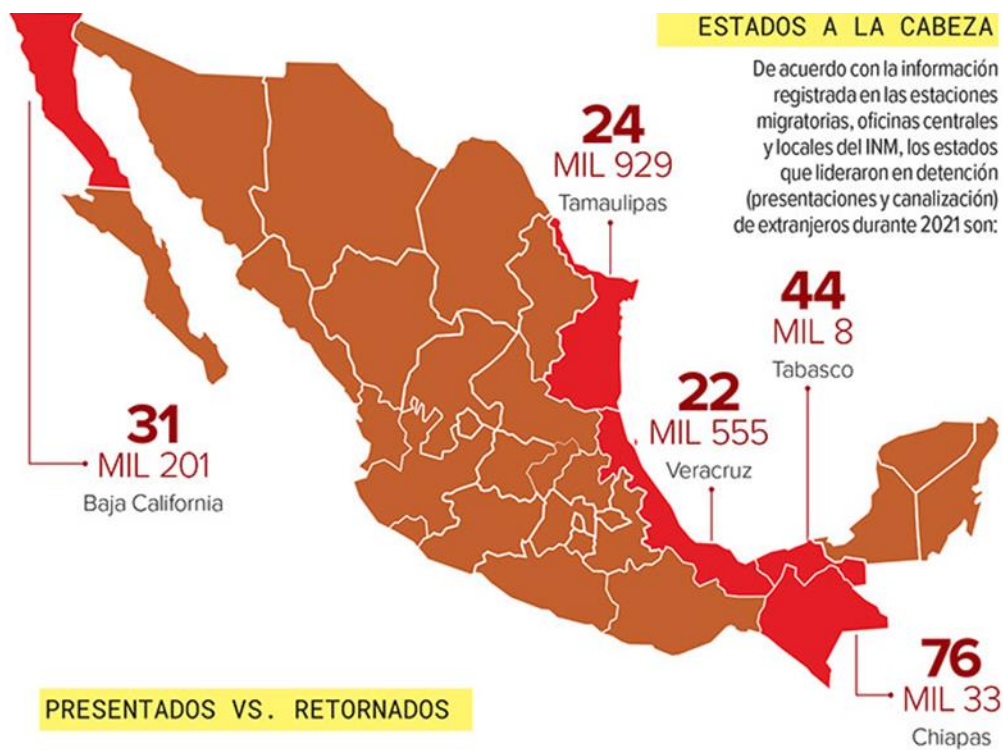 ESTADOS A LA CABEZA
De acuerdo con la información
registrada en las estaciones
migratorias, oficinas centrales
y locales del INM, los estados
que lideraron en detención
(presentaciones y canalización)
de extranjeros durante 2021 son:
24
MIL 929
Tamaulipas
44
MIL 8
Tabasco
22
MIL 555
Veracruz
31
MIL 201
Baja California
76
MIL 33
Chiapas
PRESENTADOS VS. RETORNADOS